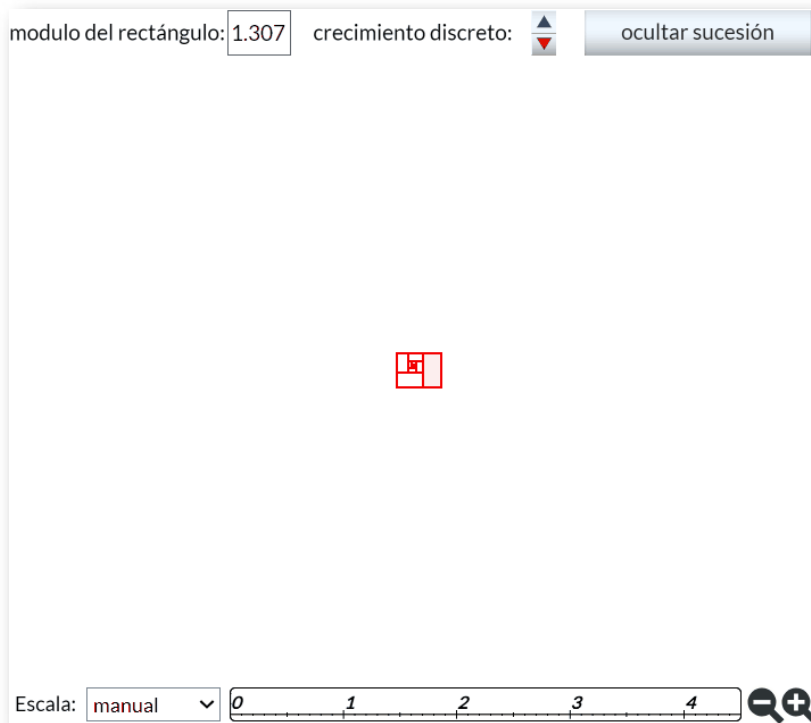 modulo del rectángulo: 1.307 crecimiento discreto: ocultar sucesión
Escala: manual 0 1 2 3 4